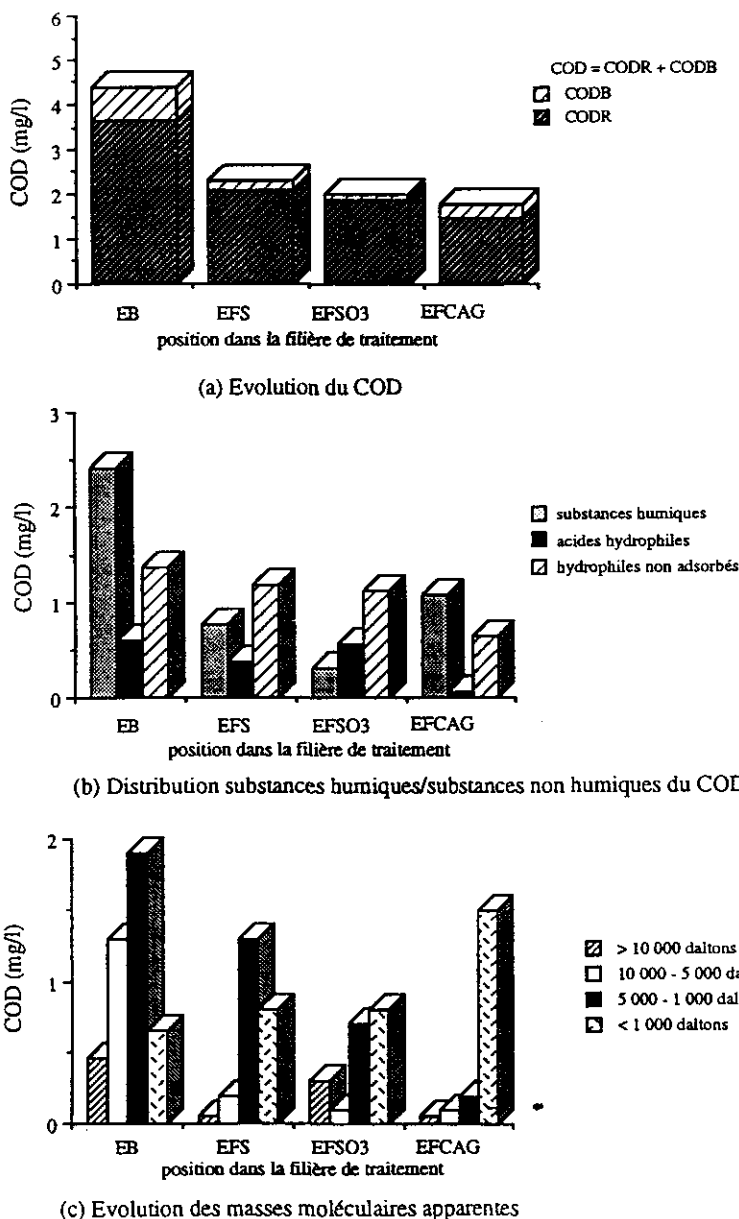 6
5
4
3
2
1
0
COD (mg/l)
COD = CODR + CODB
CODB
CODR
EB EFS EFSO3 EFCAG
position dans la filière de traitement
(a) Evolution du COD
3
2
1
0
COD (mg/l)
substances humiques
acides hydrophiles
hydrophiles non adsorbés
EB EFS EFSO3 EFCAG
position dans la filière de traitement
(b) Distribution substances humiques/substances non humiques du COD
2
1
0
COD (mg/l)
> 10 000 daltons
10 000 - 5 000 da
5 000 - 1 000 dal
< 1 000 daltons
EB EFS EFSO3 EFCAG
position dans la filière de traitement
(c) Evolution des masses moléculaires apparentes